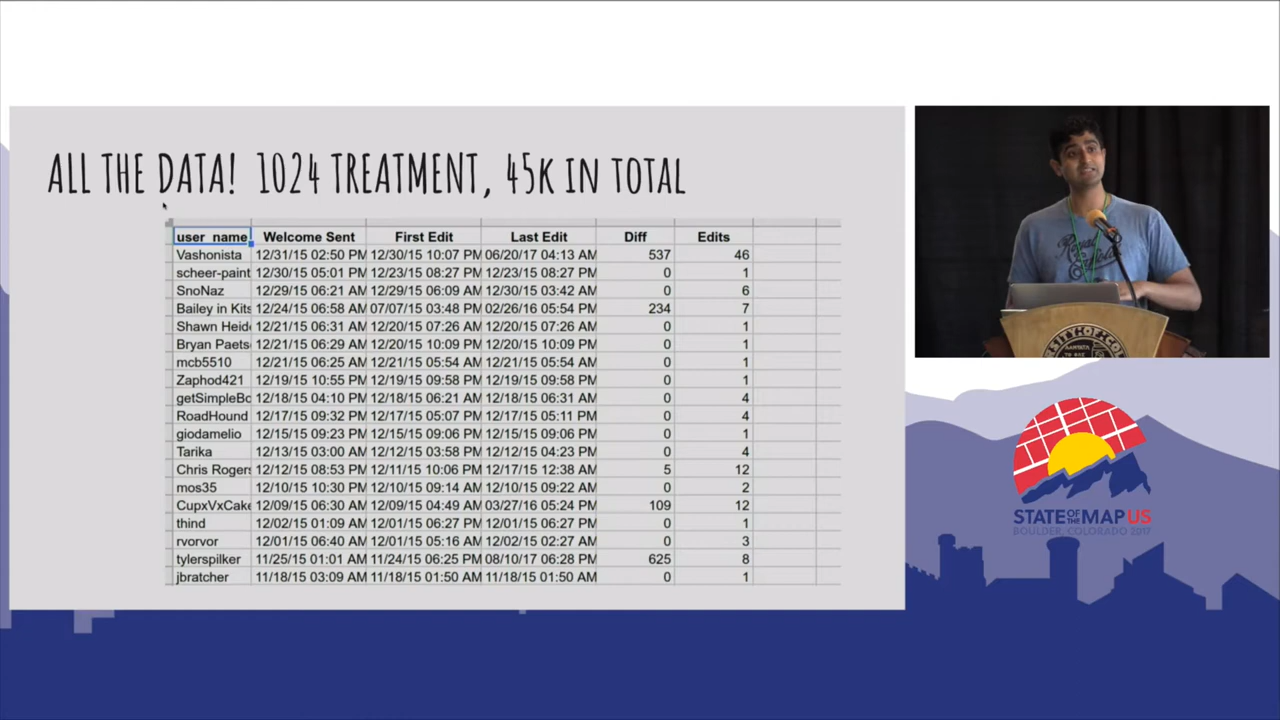 ALL THE DATA! 1024 TREATMENT, 45K IN TOTAL
user_name Welcome Sent First Edit Last Edit Diff Edits
Vashonista 12/31/15 02:50 PM 12/30/15 10:07 PM 06/20/17 04:13 AM 537 46
scheer-paint 12/30/15 05:01 PM 12/23/15 08:27 PM 12/23/15 08:27 PM 0 1
SnoNaz 12/29/15 06:21 AM 12/29/15 06:09 AM 12/30/15 03:42 AM 0 6
Bailey in Kits 12/24/15 06:58 AM 07/07/15 03:48 PM 02/26/16 05:54 PM 234 7
Shawn Heid 12/21/15 06:31 AM 12/20/15 07:26 AM 12/20/15 07:26 AM 0 1
Bryan Paets 12/21/15 06:29 AM 12/20/15 10:09 PM 12/20/15 10:09 PM 0 1
mcb5510 12/21/15 06:25 AM 12/21/15 05:54 AM 12/21/15 05:54 AM 0 1
Zaphod421 12/19/15 10:55 PM 12/19/15 09:58 PM 12/19/15 09:58 PM 0 1
getSimpleBo 12/18/15 04:10 PM 12/18/15 06:21 AM 12/18/15 06:31 AM 0 4
RoadHound 12/17/15 09:32 PM 12/17/15 05:07 PM 12/17/15 05:11 PM 0 4
giodamelio 12/15/15 09:23 PM 12/15/15 09:06 PM 12/15/15 09:06 PM 0 1
Tarika 12/13/15 03:00 AM 12/12/15 03:58 PM 12/12/15 04:23 PM 0 4
Chris Rogers 12/12/15 08:53 PM 12/11/15 10:06 PM 12/17/15 12:38 AM 5 12
mos35 12/10/15 10:30 PM 12/10/15 09:14 AM 12/10/15 09:22 AM 0 2
CupxVxCake 12/09/15 06:30 AM 12/09/15 04:49 AM 03/27/16 05:24 PM 109 12
thind 12/02/15 01:09 AM 12/01/15 06:27 PM 12/01/15 06:27 PM 0 1
rvorvor 12/01/15 06:40 AM 12/01/15 05:16 AM 12/02/15 02:27 AM 0 3
tylerspilker 11/25/15 01:01 AM 11/24/15 06:25 PM 08/10/17 06:28 PM 625 8
jbratcher 11/18/15 03:09 AM 11/18/15 01:50 AM 11/18/15 01:50 AM 0 1
STATE OF THE MAP US
BOULDER, COLORADO 2017